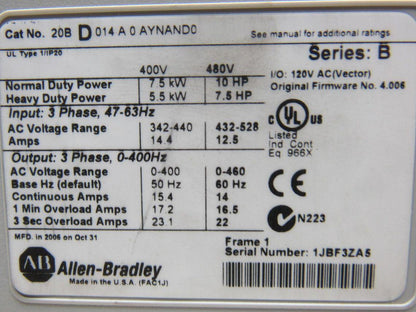 Cat No. 20B D 014 A 0 AYNAND0 See manual for additional ratings
UL Type 1/IP20
Series: B
400V 480V
I/O: 120V AC(Vector)
Normal Duty Power 7.5 kW 10 HP
Original Firmware No. 4.006
Heavy Duty Power 5.5 kW 7.5 HP
Input: 3 Phase, 47-63Hz
AC Voltage Range 342-440 432-528
Amps 14.4 12.5
C UL US
Listed
Ind Cont
Eq 966X
Output: 3 Phase, 0-400Hz
AC Voltage Range 0-400 0-460
Base Hz (default) 50 Hz 60 Hz
Continuous Amps 15.4 14
1 Min Overload Amps 17.2 16.5
3 Sec Overload Amps 23.1 22
CE
N223
MFD. in 2006 on Oct 31
Frame 1
Serial Number: 1JBF3ZA5
AB Allen-Bradley
Made in the U.S.A. (FAC1J)